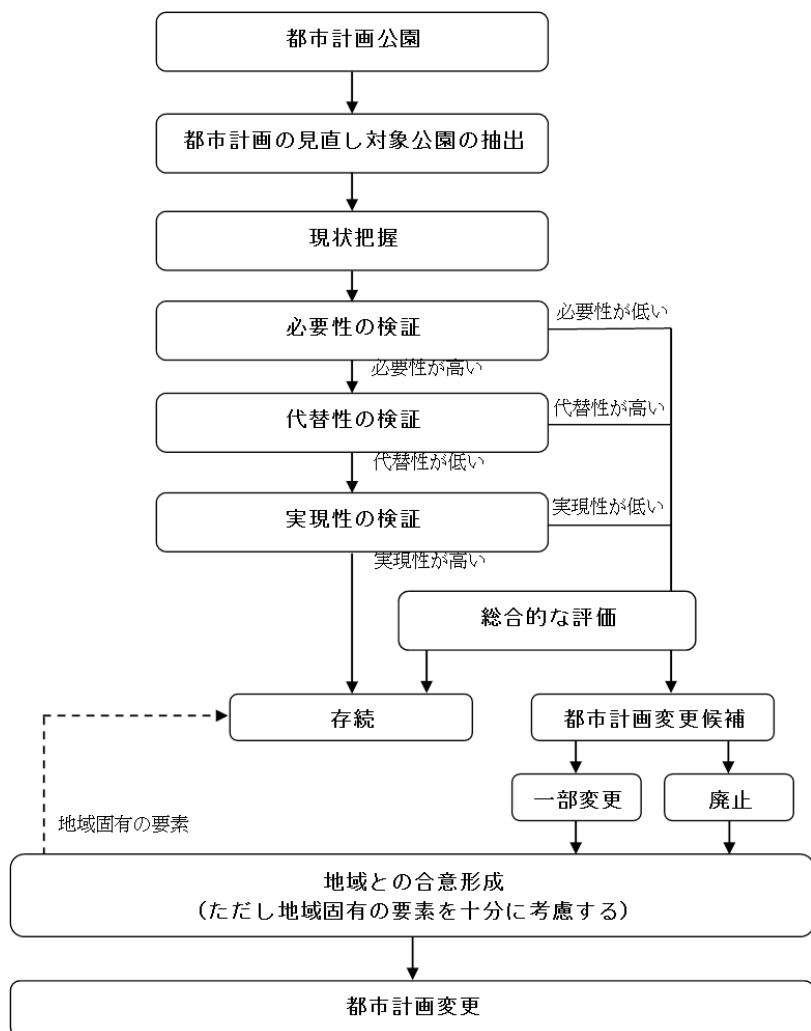 都市計画公園
都市計画の見直し対象公園の抽出
現状把握
必要性の検証
必要性が低い
必要性が高い
代替性の検証
代替性が高い
代替性が低い
実現性の検証
実現性が低い
実現性が高い
総合的な評価
存続
都市計画変更候補
一部変更
廃止
地域固有の要素
地域との合意形成
（ただし地域固有の要素を十分に考慮する）
都市計画変更